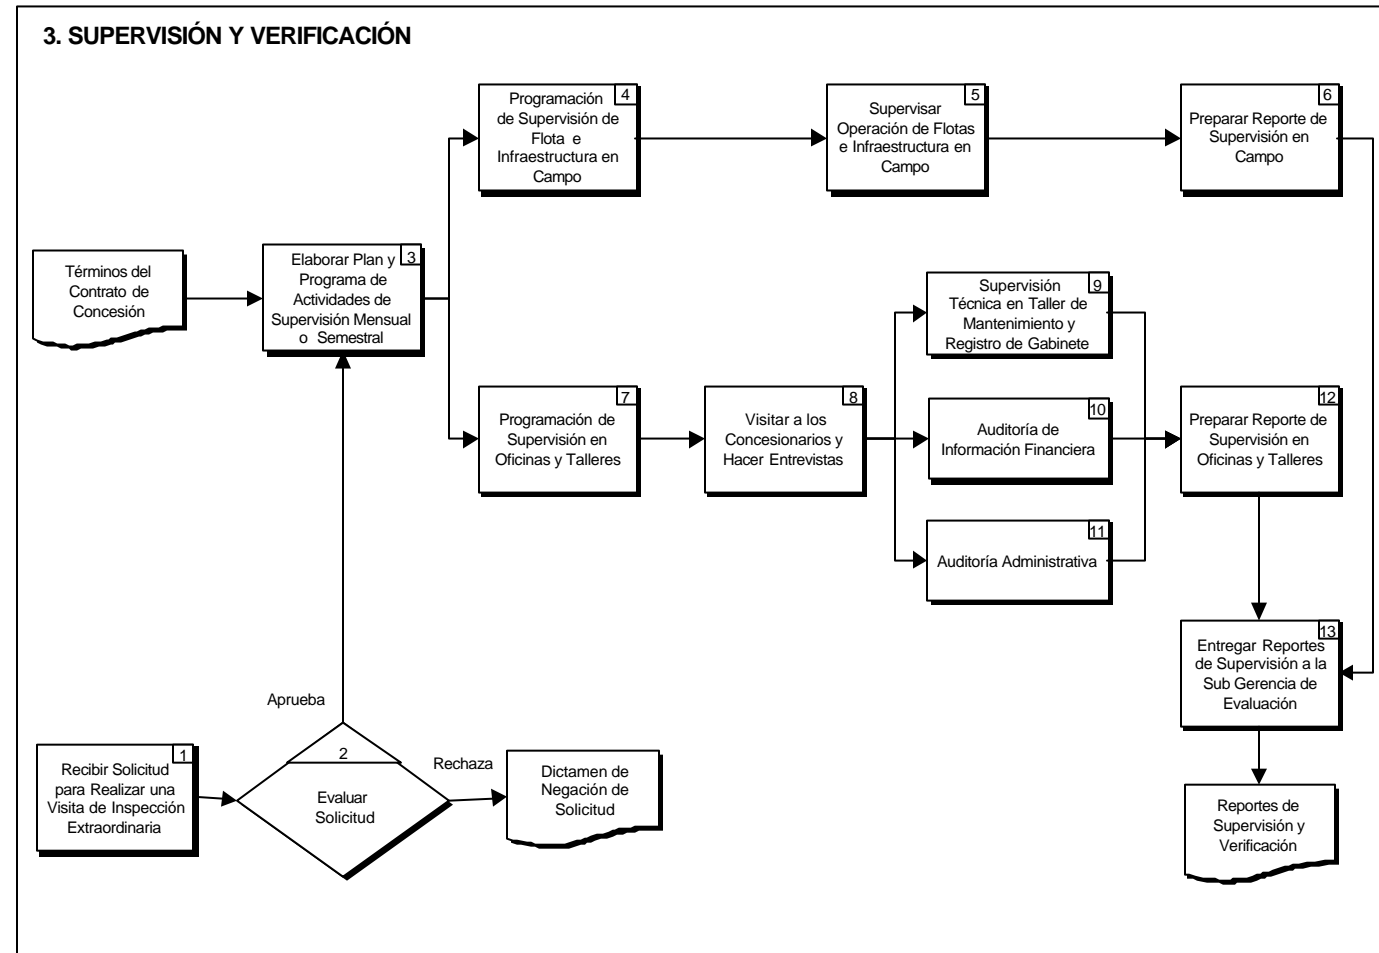 3. SUPERVISIÓN Y VERIFICACIÓN
4
Programación
de Supervisión de
Flota e
Infraestructura en
Campo
5
Supervisar
Operación de Flotas
e Infraestructura en
Campo
6
Preparar Reporte de
Supervisión en
Campo
Términos del
Contrato de
Concesión
3
Elaborar Plan y
Programa de
Actividades de
Supervisión Mensual
o Semestral
9
Supervisión
Técnica en Taller de
Mantenimiento y
Registro de Gabinete
7
Programación de
Supervisión en
Oficinas y Talleres
8
Visitar a los
Concesionarios y
Hacer Entrevistas
10
Auditoría de
Información Financiera
12
Preparar Reporte de
Supervisión en
Oficinas y Talleres
11
Auditoría Administrativa
13
Entregar Reportes
de Supervisión a la
Sub Gerencia de
Evaluación
Aprueba
1
Recibir Solicitud
para Realizar una
Visita de Inspección
Extraordinaria
2
Evaluar
Solicitud
Rechaza
Dictamen de
Negación de
Solicitud
Reportes de
Supervisión y
Verificación